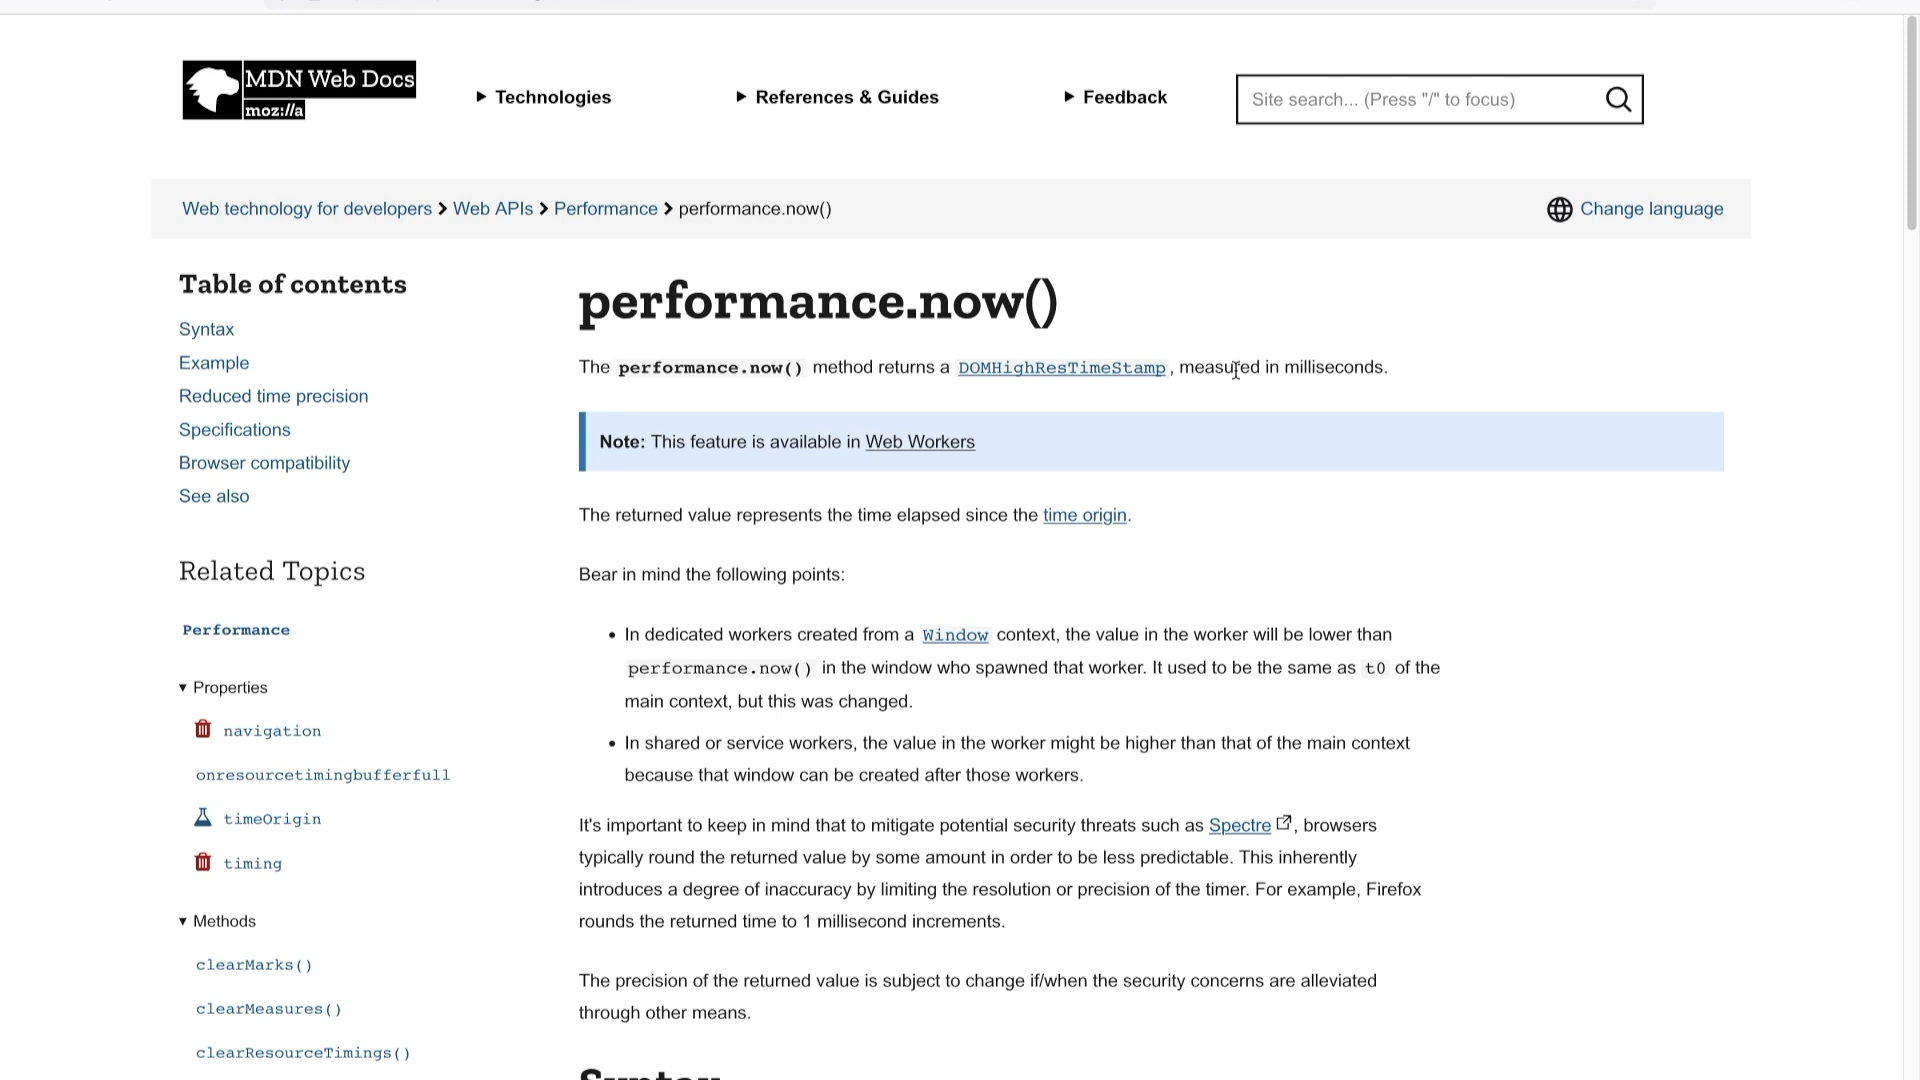 MDN Web Docs
moz://a
Technologies
References & Guides
Feedback
Site search... (Press "/" to focus)
Web technology for developers > Web APIs > Performance > performance.now()
Change language
Table of contents
Syntax
Example
Reduced time precision
Specifications
Browser compatibility
See also
Related Topics
Performance
Properties
navigation
onresourcetimingbufferfull
timeOrigin
timing
Methods
clearMarks()
clearMeasures()
clearResourceTimings()
performance.now()
The performance.now() method returns a DOMHighResTimeStamp, measured in milliseconds.
Note: This feature is available in Web Workers
The returned value represents the time elapsed since the time origin.
Bear in mind the following points:
• In dedicated workers created from a Window context, the value in the worker will be lower than
performance.now() in the window who spawned that worker. It used to be the same as t0 of the
main context, but this was changed.
• In shared or service workers, the value in the worker might be higher than that of the main context
because that window can be created after those workers.
It's important to keep in mind that to mitigate potential security threats such as Spectre, browsers
typically round the returned value by some amount in order to be less predictable. This inherently
introduces a degree of inaccuracy by limiting the resolution or precision of the timer. For example, Firefox
rounds the returned time to 1 millisecond increments.
The precision of the returned value is subject to change if/when the security concerns are alleviated
through other means.
Syntax